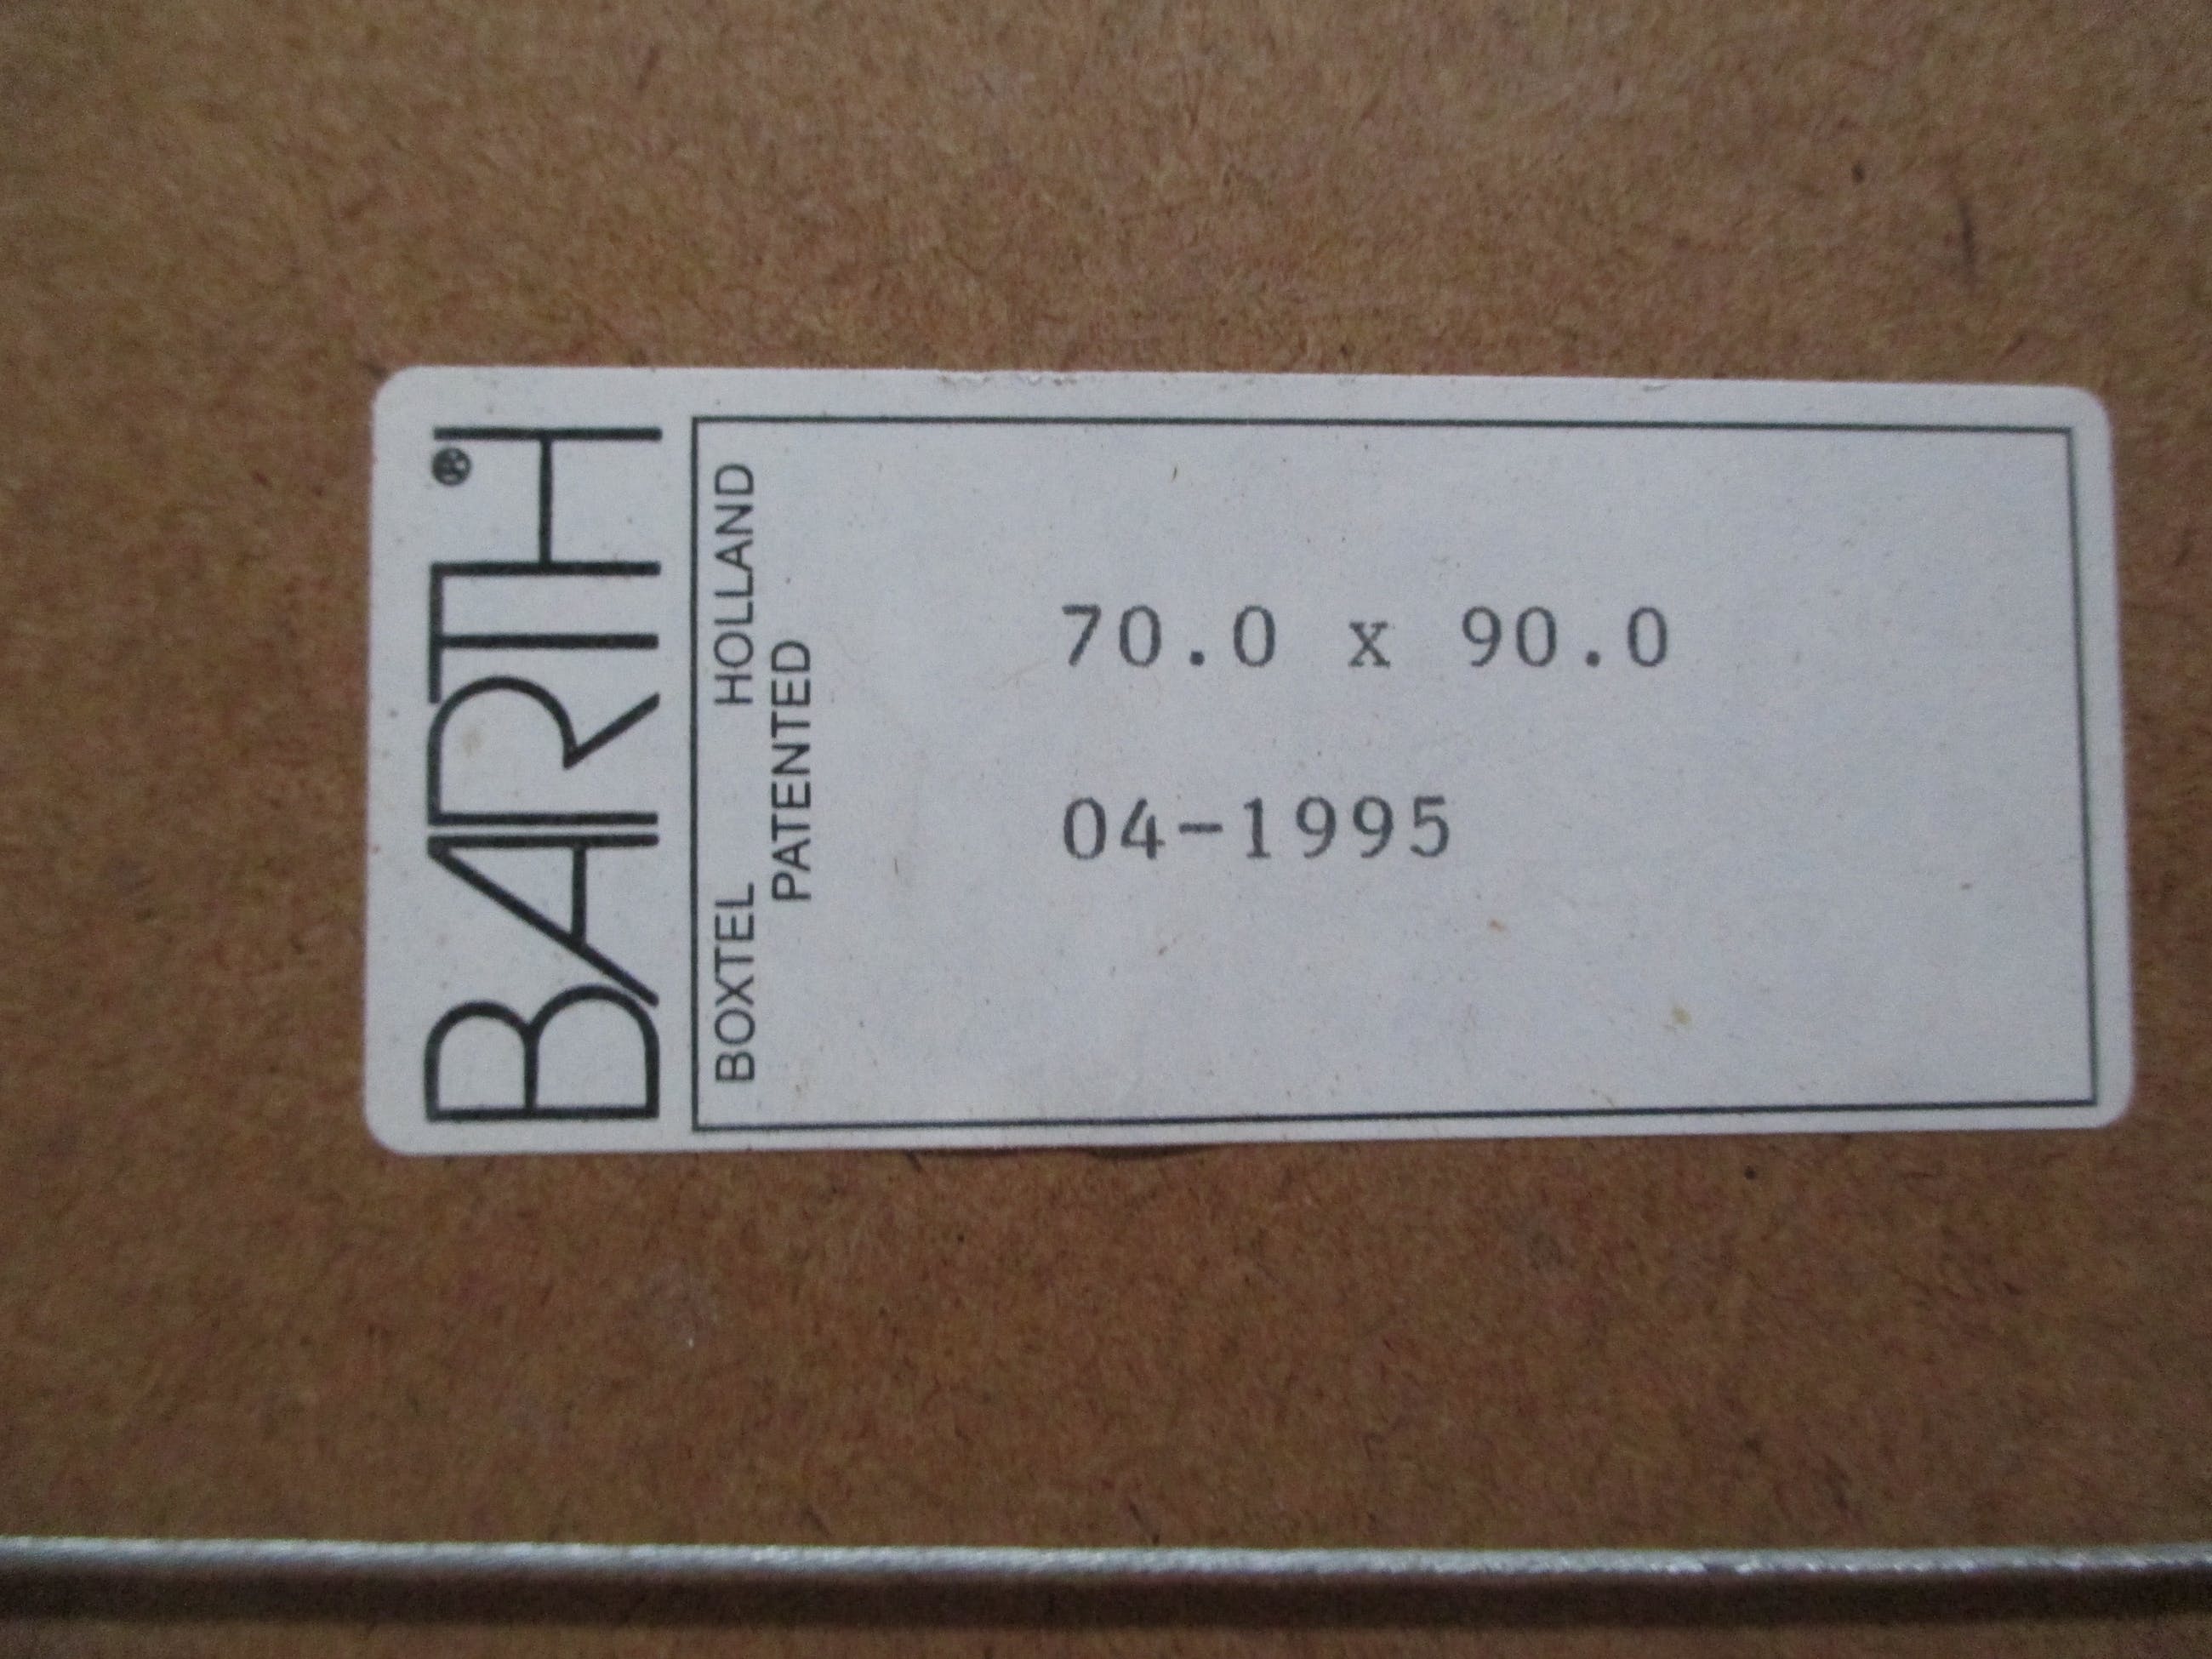 BARTH®
BOXTEL HOLLAND
PATENTED
70.0 x 90.0
04-1995